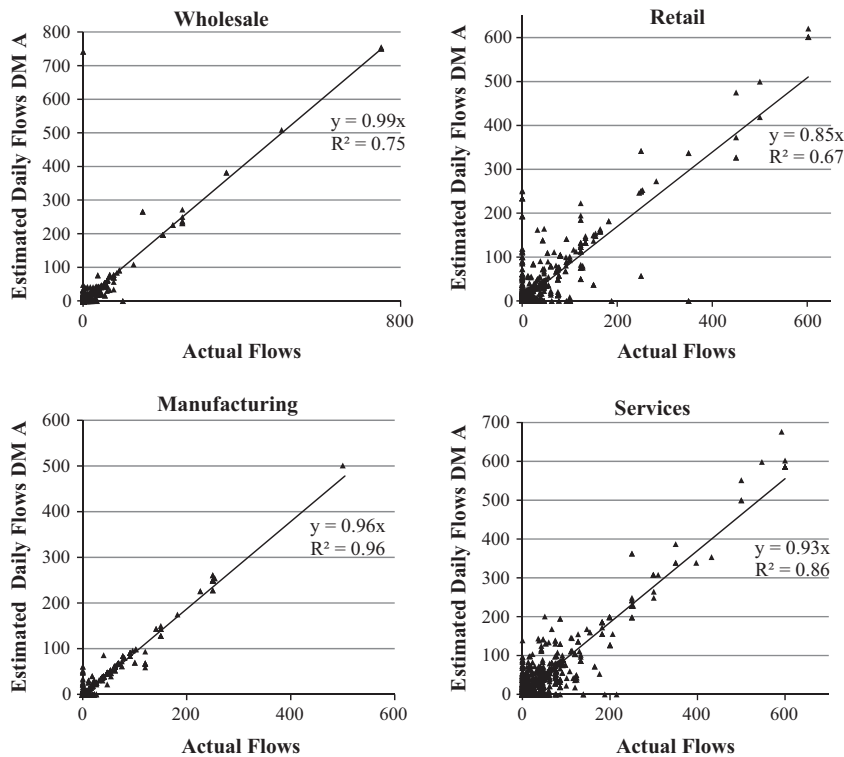 Wholesale
Estimated Daily Flows DM A
800
700
600
500
400
300
200
100
0
y = 0.99x
R² = 0.75
0 800
Actual Flows
Retail
Estimated Daily Flows DM A
600
500
400
300
200
100
0
y = 0.85x
R² = 0.67
0 200 400 600
Actual Flows
Manufacturing
Estimated Daily Flows DM A
600
500
400
300
200
100
0
y = 0.96x
R² = 0.96
0 200 400 600
Actual Flows
Services
Estimated Daily Flows DM A
700
600
500
400
300
200
100
0
y = 0.93x
R² = 0.86
0 200 400 600
Actual Flows